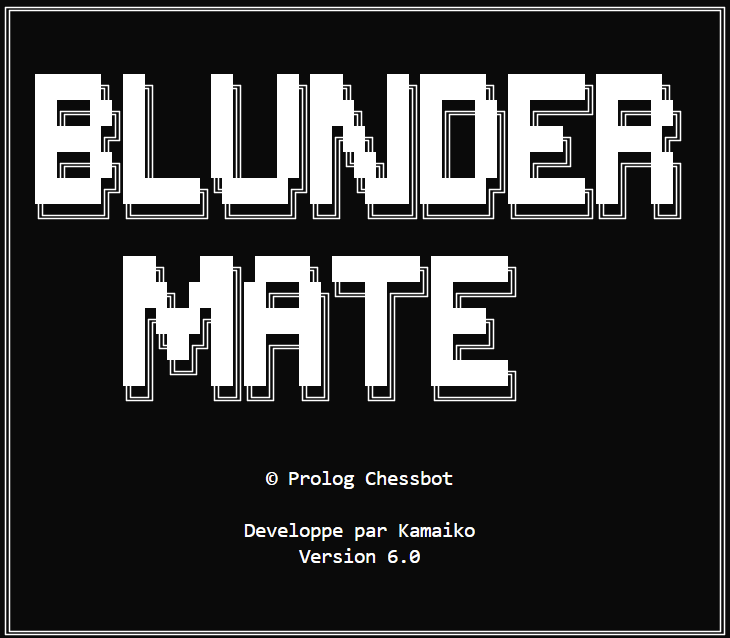 BLUNDER
MATE
© Prolog Chessbot
Developpe par Kamaiko
Version 6.0